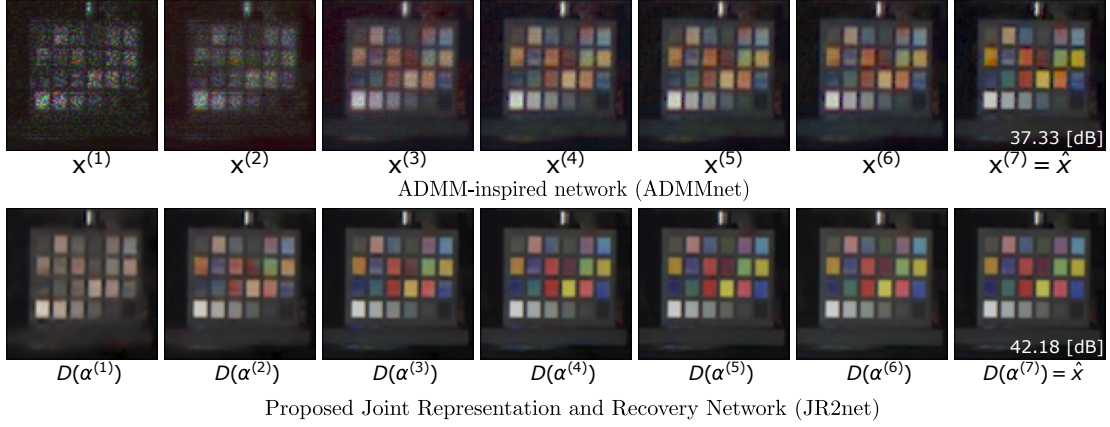 37.33 [dB]
x^(1) x^(2) x^(3) x^(4) x^(5) x^(6) x^(7) = x̂
ADMM-inspired network (ADMMnet)
42.18 [dB]
D(α^(1)) D(α^(2)) D(α^(3)) D(α^(4)) D(α^(5)) D(α^(6)) D(α^(7)) = x̂
Proposed Joint Representation and Recovery Network (JR2net)